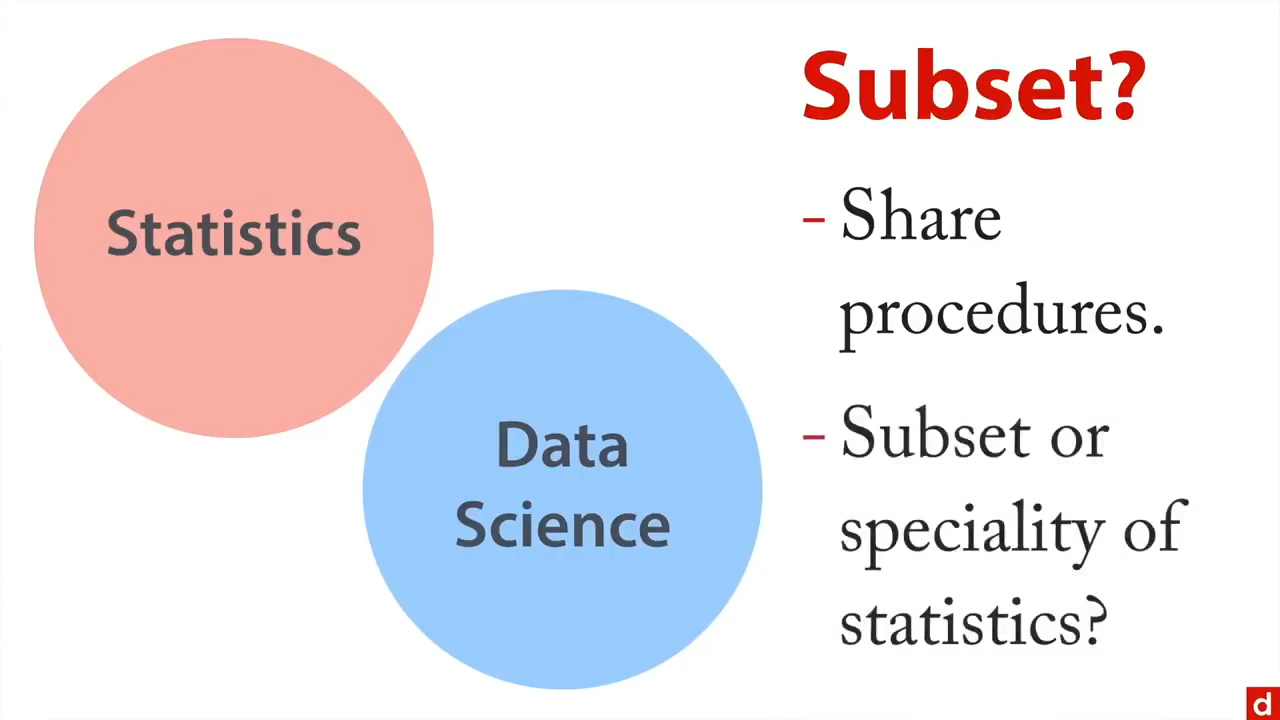 Statistics
Data
Science
Subset?
- Share
procedures.
- Subset or
speciality of
statistics?
d